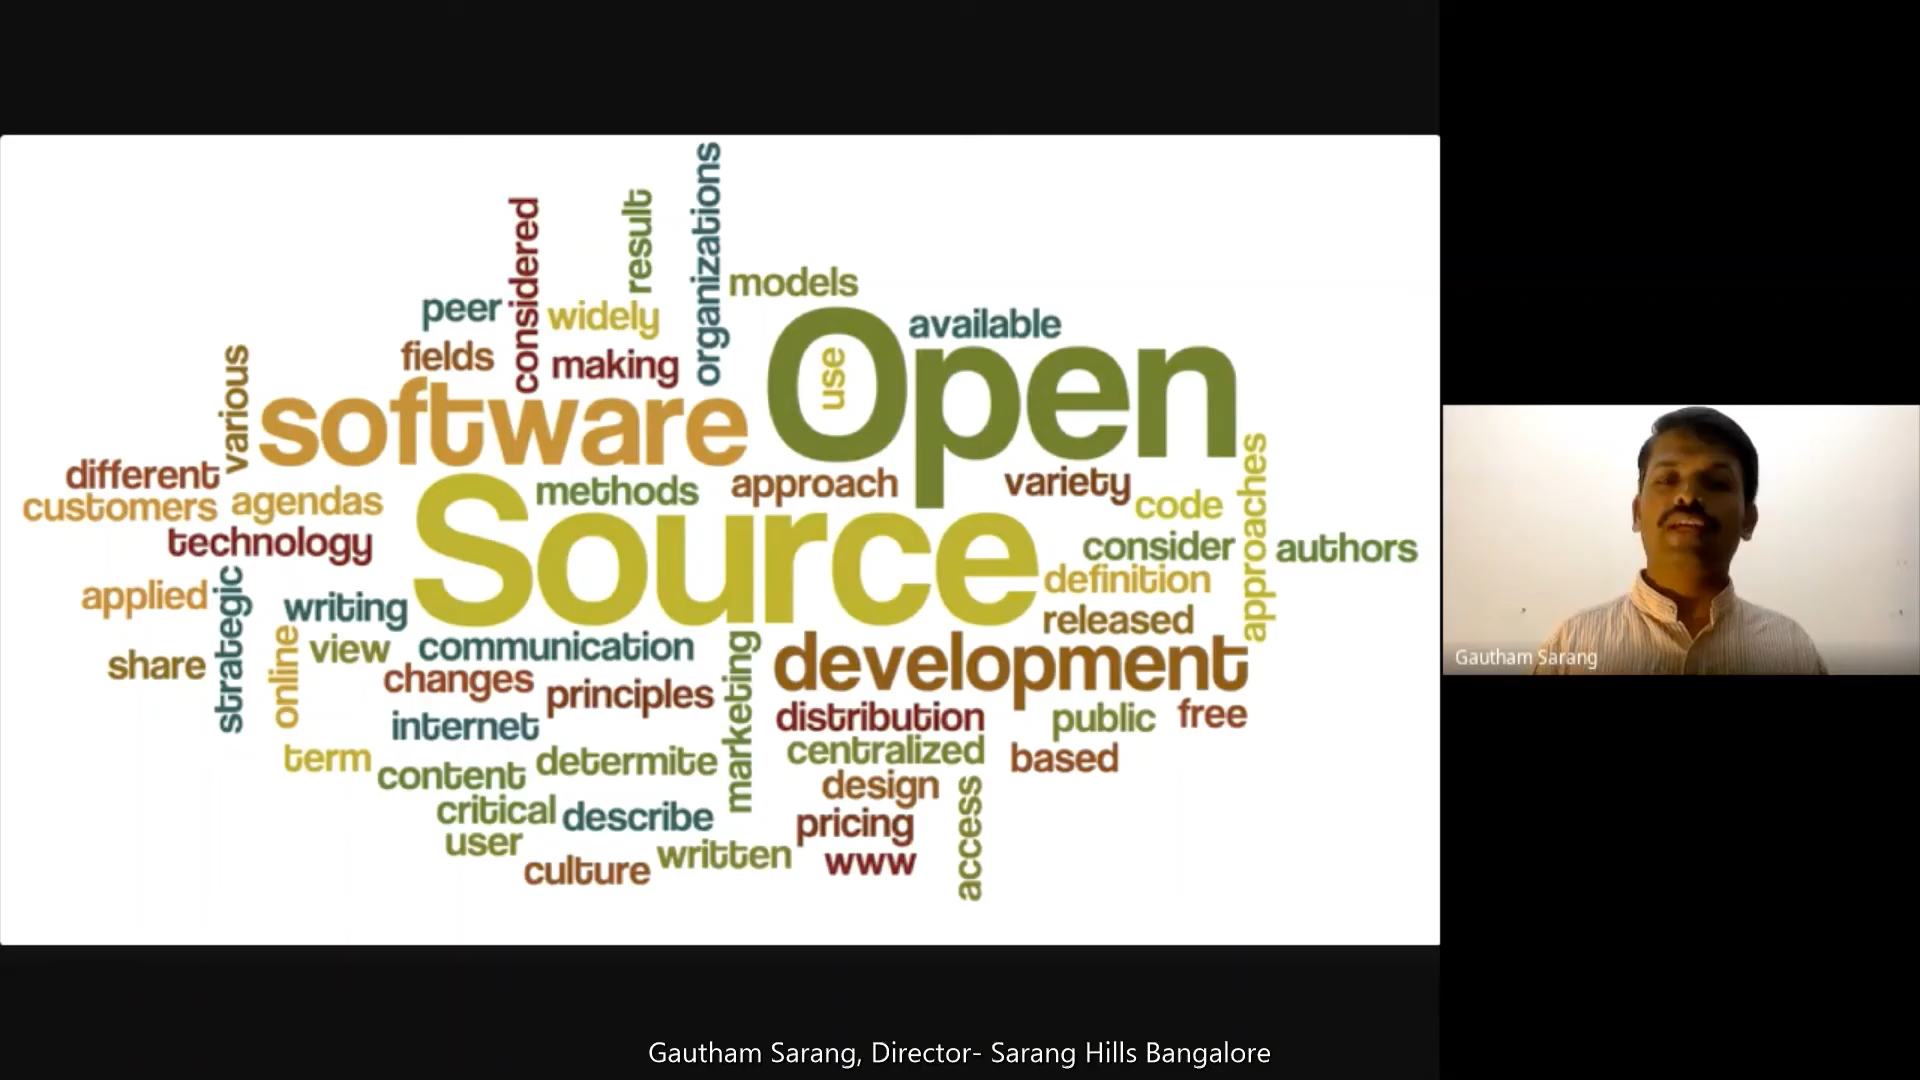 organizations
result
considered
models
peer
widely
available
fields
making
use
Open
various
software
different
customers
agendas
methods
approach
variety
code
approaches
technology
Source
consider
authors
definition
applied
strategic
writing
released
online
view
communication
marketing
development
share
changes
principles
distribution
public
free
internet
centralized
term
content
determite
based
design
access
critical
describe
pricing
user
culture
written
www
Gautham Sarang
Gautham Sarang, Director- Sarang Hills Bangalore